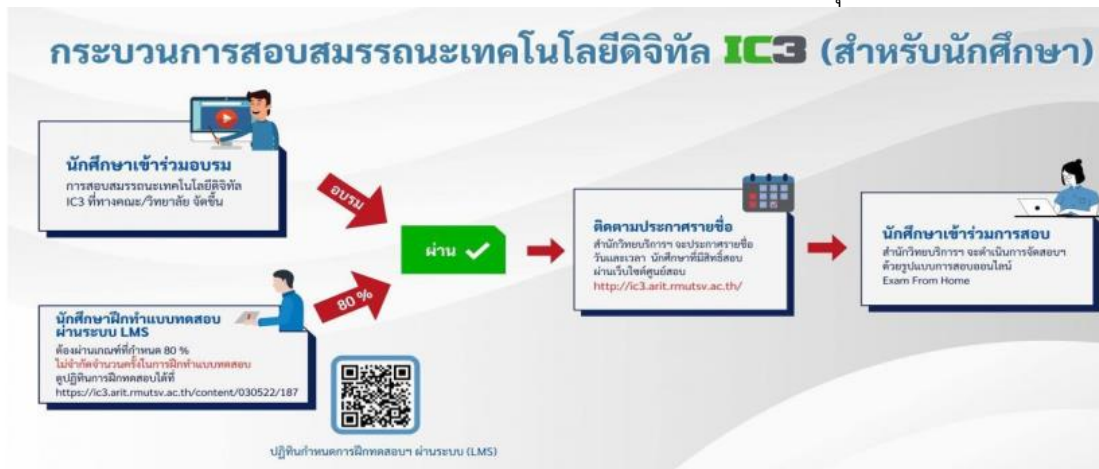 กระบวนการสอบสมรรถนะเทคโนโลยีดิจิทัล IC3 (สำหรับนักศึกษา)
นักศึกษาเข้าร่วมอบรม
การสอบสมรรถนะเทคโนโลยีดิจิทัล
IC3 ที่ทางคณะ/วิทยาลัย จัดขึ้น
อบรม
นักศึกษาฝึกทำแบบทดสอบ
ผ่านระบบ LMS
ต้องผ่านเกณฑ์ที่กำหนด 80 %
ไม่จำกัดจำนวนครั้งในการฝึกทำแบบทดสอบ
ดูปฏิทินการฝึกทดสอบได้ที่
https://ic3.arit.rmutsv.ac.th/content/030522/187
80 %
ผ่าน
ติดตามประกาศรายชื่อ
สำนักวิทยบริการฯ จะประกาศรายชื่อ
วันและเวลา นักศึกษาที่มีสิทธิ์สอบ
ผ่านเว็บไซต์ศูนย์สอบ
http://ic3.arit.rmutsv.ac.th/
นักศึกษาเข้าร่วมการสอบ
สำนักวิทยบริการฯ จะดำเนินการจัดสอบฯ
ด้วยรูปแบบการสอบออนไลน์
Exam From Home
ปฏิทินกำหนดการฝึกทดสอบฯ ผ่านระบบ (LMS)